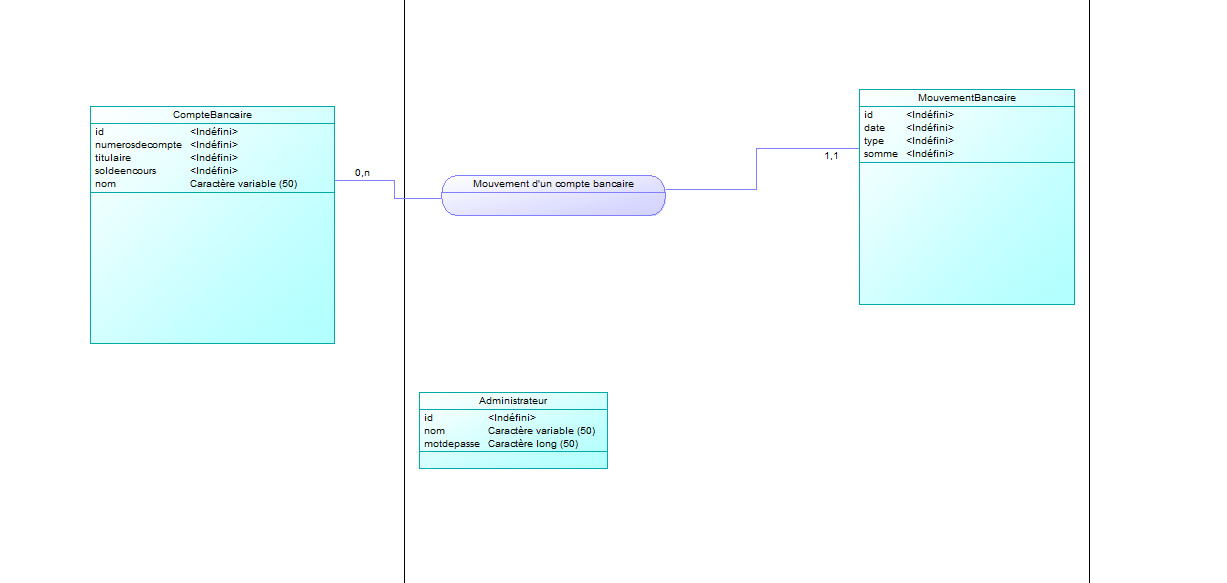 CompteBancaire
id <Indéfini>
numerosdecompte <Indéfini>
titulaire <Indéfini>
soldeencours <Indéfini>
nom Caractère variable (50)
0,n
Mouvement d'un compte bancaire
1,1
MouvementBancaire
id <Indéfini>
date <Indéfini>
type <Indéfini>
somme <Indéfini>
Administrateur
id <Indéfini>
nom Caractère variable (50)
motdepasse Caractère long (50)